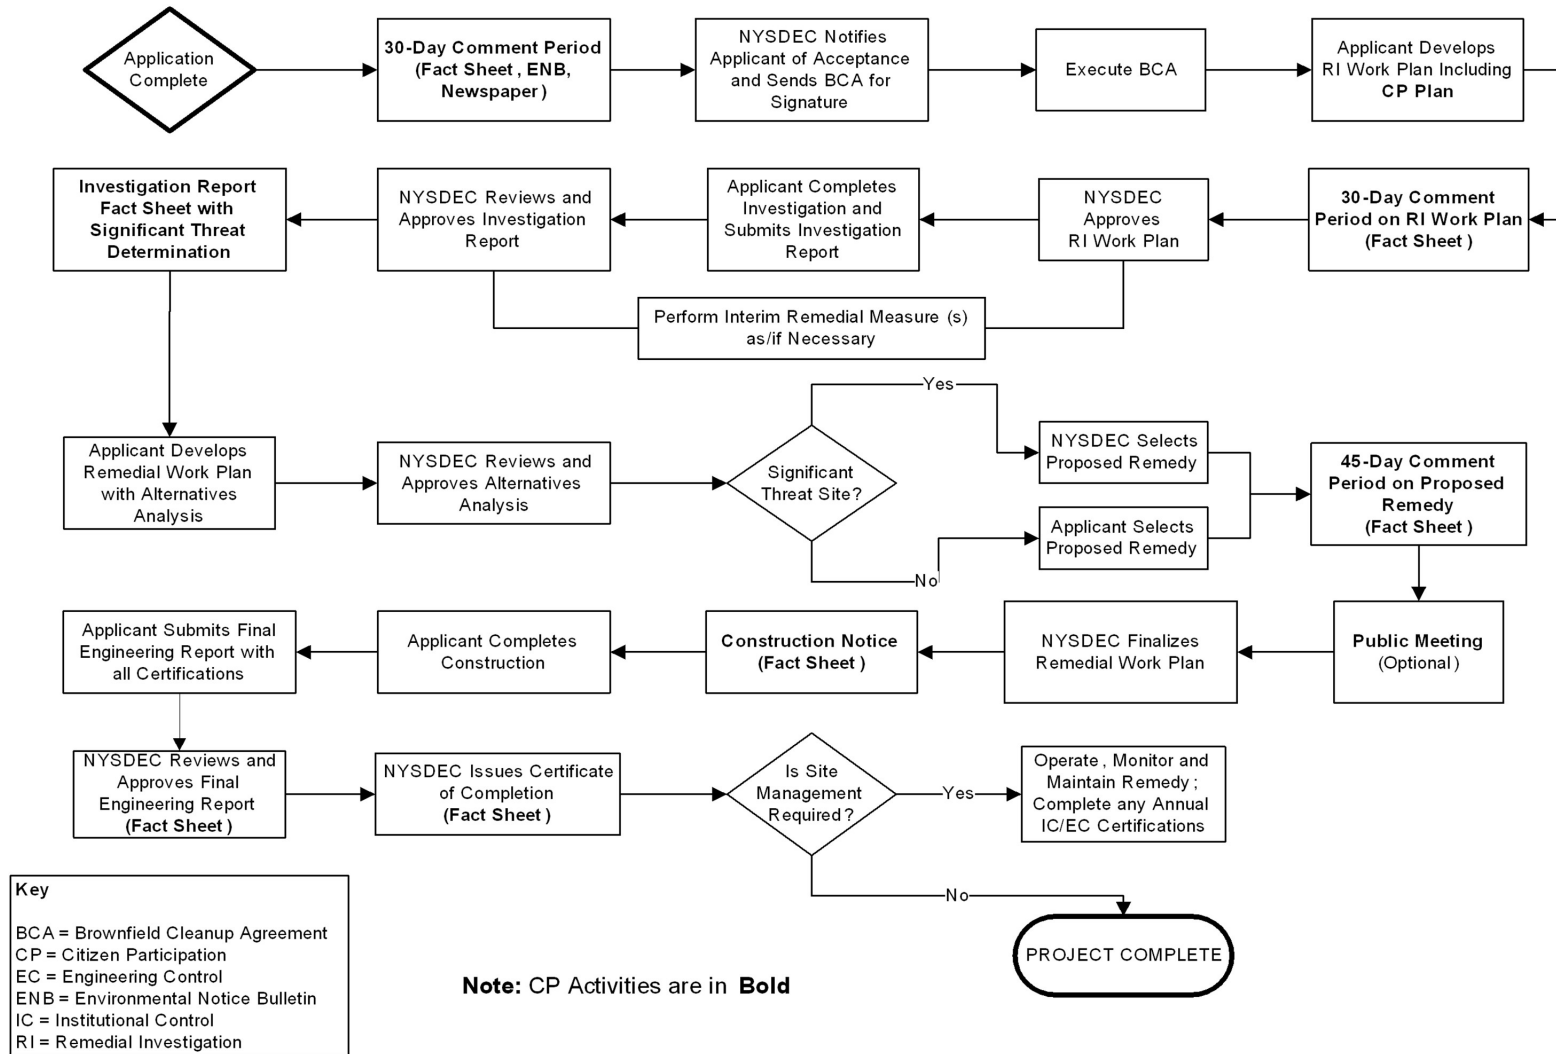 Application
Complete
30-Day Comment Period
(Fact Sheet, ENB,
Newspaper)
NYSDEC Notifies
Applicant of Acceptance
and Sends BCA for
Signature
Execute BCA
Applicant Develops
RI Work Plan Including
CP Plan
30-Day Comment
Period on RI Work Plan
(Fact Sheet)
NYSDEC
Approves
RI Work Plan
Applicant Completes
Investigation and
Submits Investigation
Report
NYSDEC Reviews and
Approves Investigation
Report
Investigation Report
Fact Sheet with
Significant Threat
Determination
Perform Interim Remedial Measure (s)
as/if Necessary
Applicant Develops
Remedial Work Plan
with Alternatives
Analysis
NYSDEC Reviews and
Approves Alternatives
Analysis
Significant
Threat Site?
Yes
NYSDEC Selects
Proposed Remedy
No
Applicant Selects
Proposed Remedy
45-Day Comment
Period on Proposed
Remedy
(Fact Sheet)
Public Meeting
(Optional)
NYSDEC Finalizes
Remedial Work Plan
Construction Notice
(Fact Sheet)
Applicant Completes
Construction
Applicant Submits Final
Engineering Report with
all Certifications
NYSDEC Reviews and
Approves Final
Engineering Report
(Fact Sheet)
NYSDEC Issues Certificate
of Completion
(Fact Sheet)
Is Site
Management
Required?
Yes
Operate, Monitor and
Maintain Remedy;
Complete any Annual
IC/EC Certifications
No
PROJECT COMPLETE
Key
BCA = Brownfield Cleanup Agreement
CP = Citizen Participation
EC = Engineering Control
ENB = Environmental Notice Bulletin
IC = Institutional Control
RI = Remedial Investigation
Note: CP Activities are in Bold